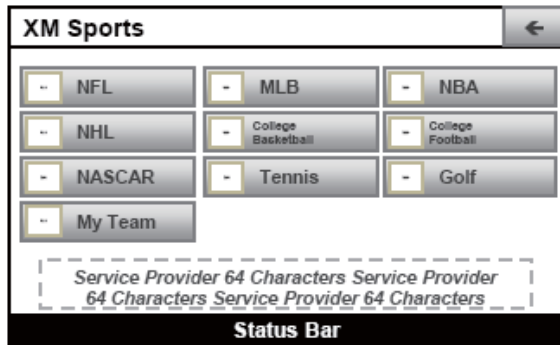 XM Sports
NFL
MLB
NBA
NHL
College
Basketball
College
Football
NASCAR
Tennis
Golf
My Team
Service Provider 64 Characters Service Provider
64 Characters Service Provider 64 Characters
Status Bar